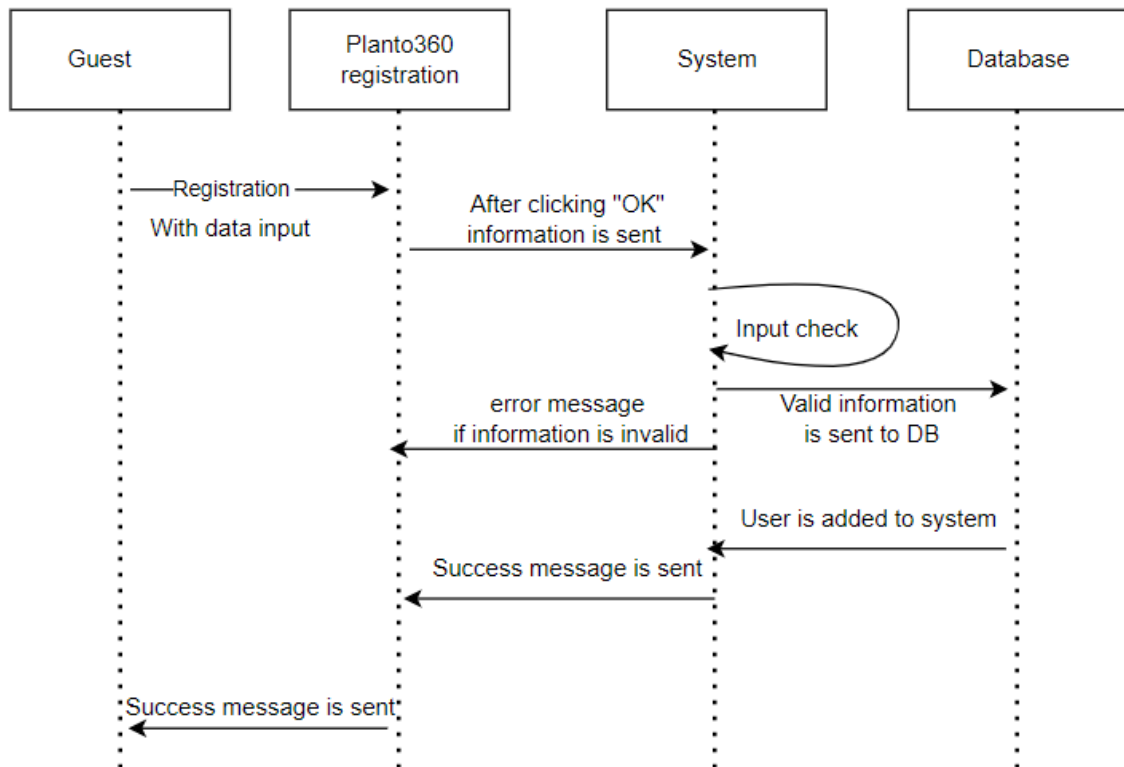 Guest
Planto360
registration
System
Database
Registration
With data input
After clicking "OK"
information is sent
Input check
Valid information
is sent to DB
error message
if information is invalid
User is added to system
Success message is sent
Success message is sent